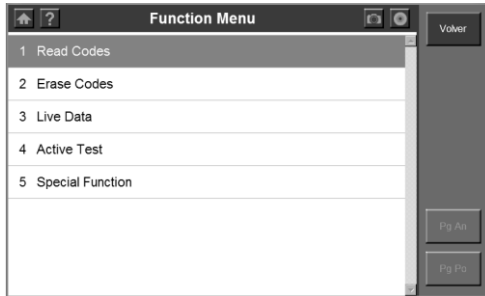 ? Function Menu
Volver
1 Read Codes
2 Erase Codes
3 Live Data
4 Active Test
5 Special Function
Pg An
Pg Po